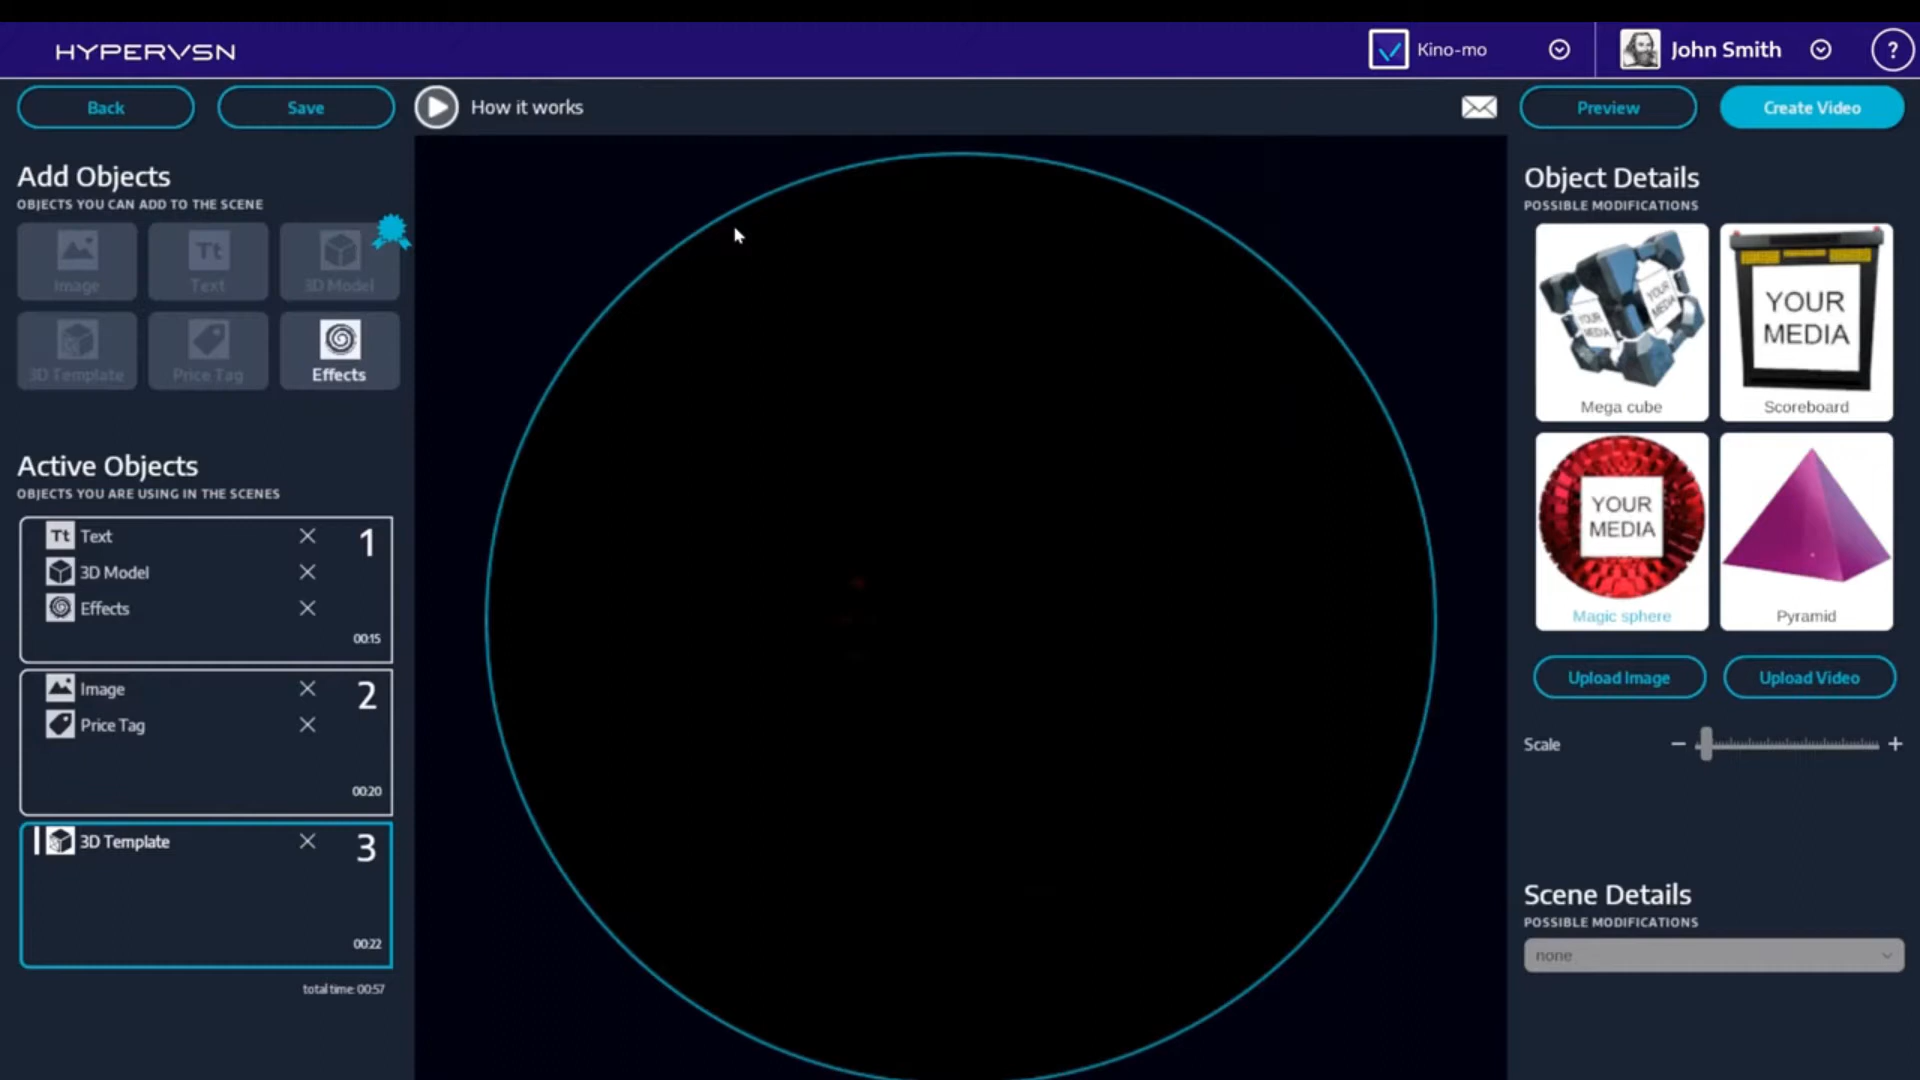 HYPERVSN
Kino-mo
John Smith
?
Back
Save
How it works
Preview
Create Video
Add Objects
OBJECTS YOU CAN ADD TO THE SCENE
Image
Tt
Text
3D Model
3D Template
Price Tag
Effects
Active Objects
OBJECTS YOU ARE USING IN THE SCENES
Tt Text
1
3D Model
Effects
00:15
Image
2
Price Tag
00:20
3D Template
3
00:22
total time: 00:57
Object Details
POSSIBLE MODIFICATIONS
YOUR
MEDIA
YOUR
MEDIA
Mega cube
YOUR
MEDIA
Scoreboard
YOUR
MEDIA
Magic sphere
Pyramid
Upload Image
Upload Video
Scale
Scene Details
POSSIBLE MODIFICATIONS
none